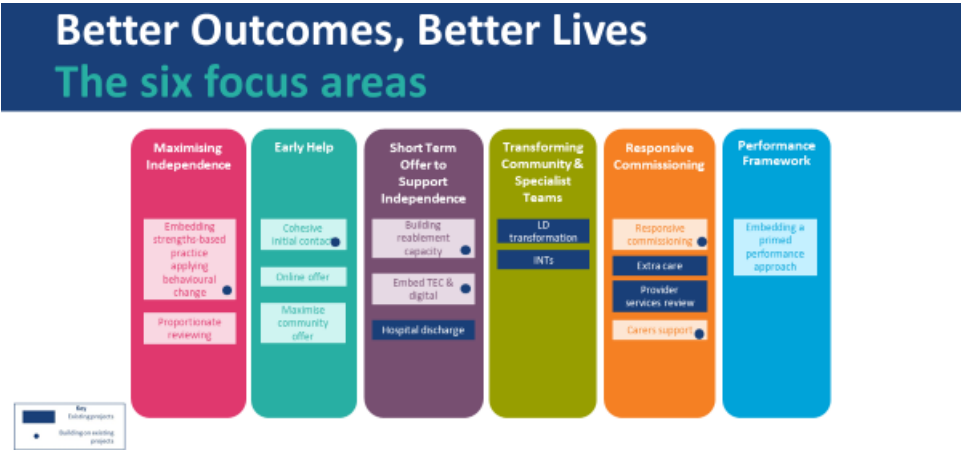 Better Outcomes, Better Lives
The six focus areas
Maximising
Independence
Embedding
strengths-based
practice
applying
behavioural
change
Proportionate
reviewing
Early Help
Cohesive
initial contact
Online offer
Maximise
community
offer
Short Term
Offer to
Support
Independence
Building
reablement
capacity
Embed TEC &
digital
Hospital discharge
Transforming
Community &
Specialist
Teams
LD
transformation
INTs
Responsive
Commissioning
Responsive
commissioning
Extra care
Provider
services review
Carers support
Performance
Framework
Embedding a
primed
performance
approach
Key
Existing projects
Building on existing
projects